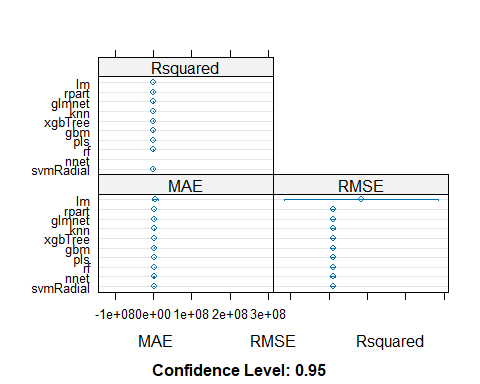 Rsquared
lm
rpart
glmnet
knn
xgbTree
gbm
pls
rf
nnet
svmRadial
MAE RMSE
lm
rpart
glmnet
knn
xgbTree
gbm
pls
rf
nnet
svmRadial
-1e+080e+00 1e+08 2e+08 3e+08
MAE RMSE Rsquared
Confidence Level: 0.95